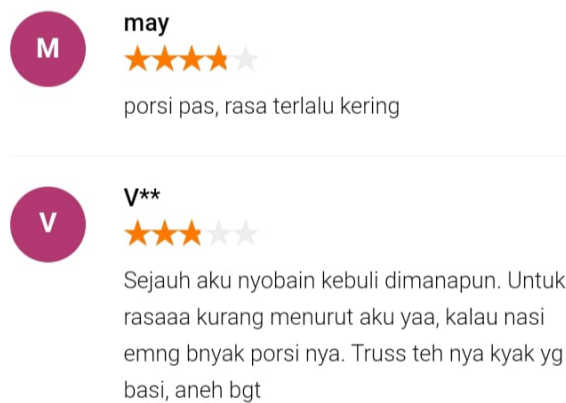 M
may
porsi pas, rasa terlalu kering
V
V**
Sejauh aku nyobain kebuli dimanapun. Untuk
rasaaa kurang menurut aku yaa, kalau nasi
emng bnyak porsi nya. Truss teh nya kyak yg
basi, aneh bgt